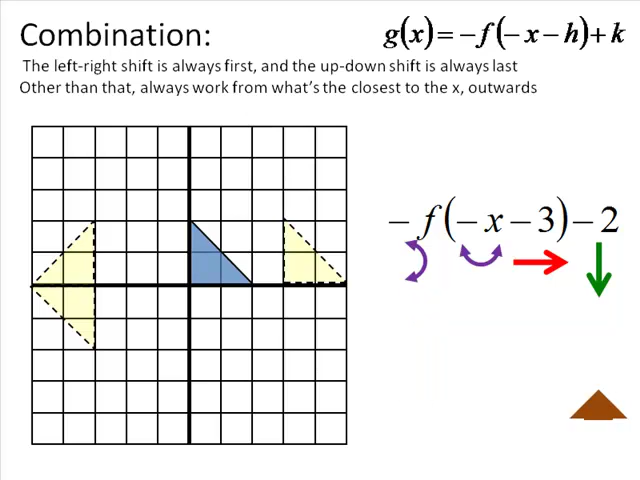 Combination:
g(x) = −f(−x − h) + k
The left-right shift is always first, and the up-down shift is always last
Other than that, always work from what's the closest to the x, outwards
− f(− x − 3) − 2